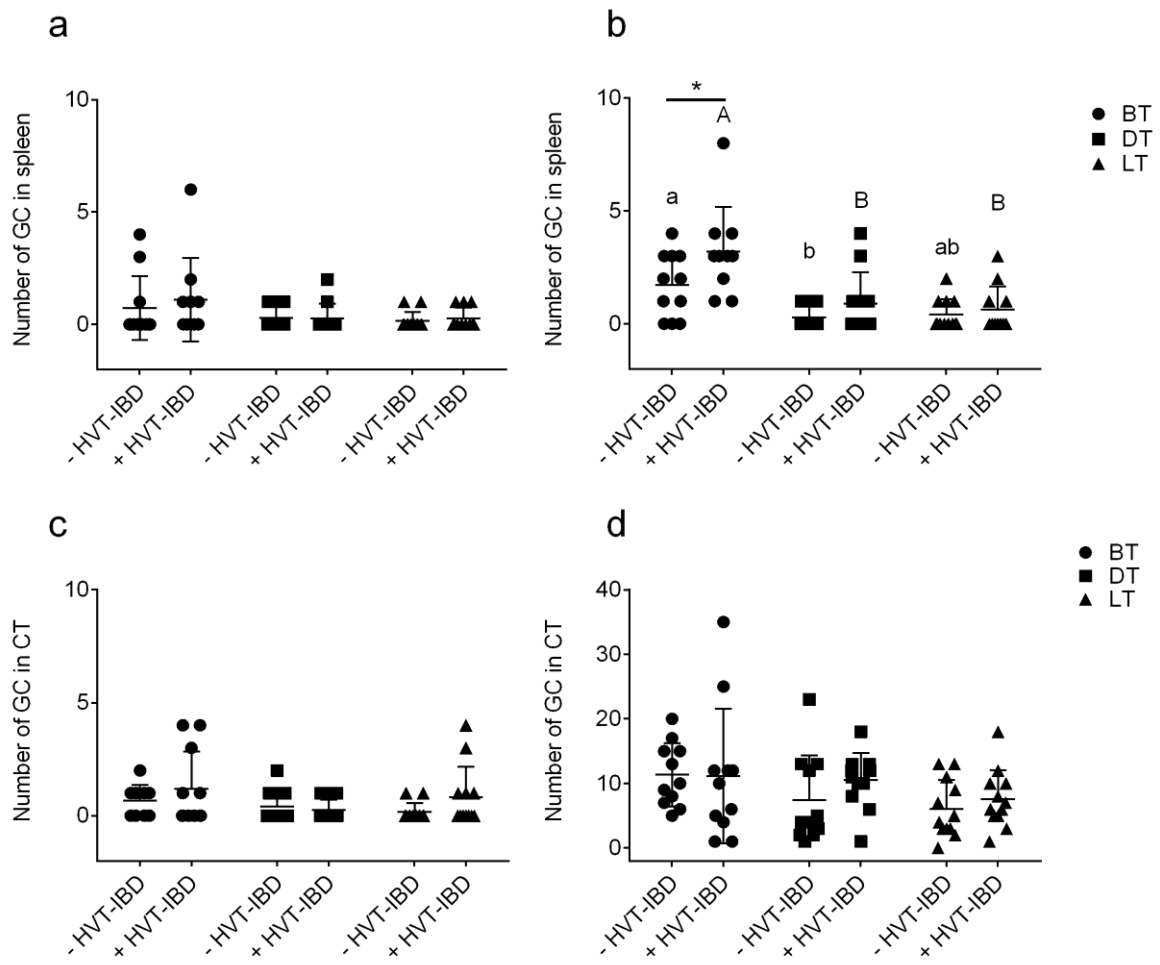 a
Number of GC in spleen
10
5
0
- HVT-IBD
+ HVT-IBD
- HVT-IBD
+ HVT-IBD
- HVT-IBD
+ HVT-IBD
b
Number of GC in spleen
10
5
0
*
A
a
b
B
ab
B
- HVT-IBD
+ HVT-IBD
- HVT-IBD
+ HVT-IBD
- HVT-IBD
+ HVT-IBD
BT
DT
LT
c
Number of GC in CT
10
5
0
- HVT-IBD
+ HVT-IBD
- HVT-IBD
+ HVT-IBD
- HVT-IBD
+ HVT-IBD
d
Number of GC in CT
40
30
20
10
0
- HVT-IBD
+ HVT-IBD
- HVT-IBD
+ HVT-IBD
- HVT-IBD
+ HVT-IBD
BT
DT
LT